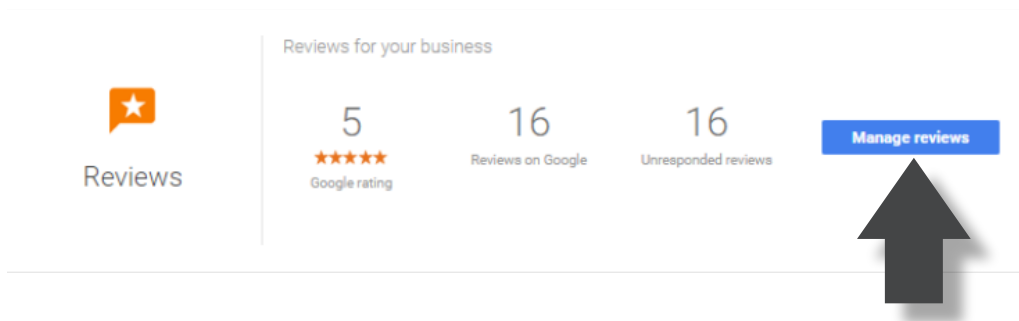 Reviews for your business
Reviews
5
Google rating
16
Reviews on Google
16
Unresponded reviews
Manage reviews